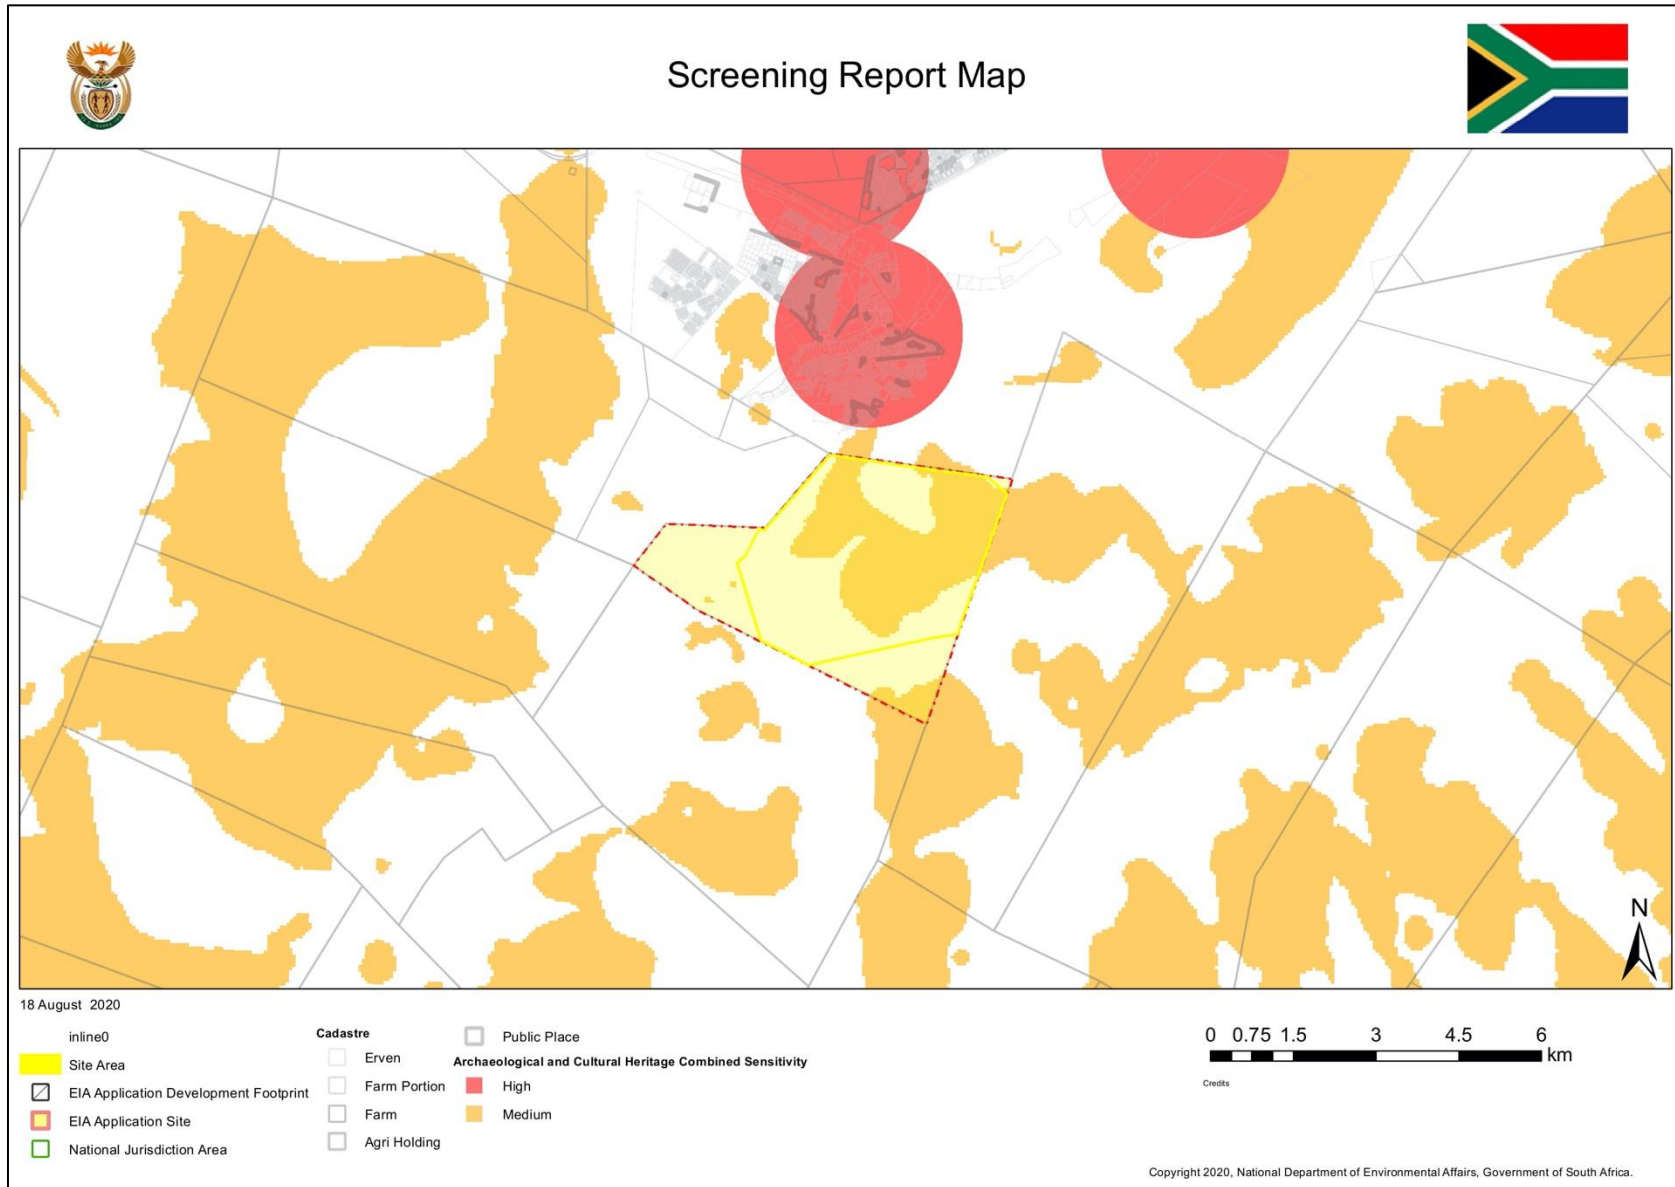 Screening Report Map
N
18 August 2020
inline0
Site Area
EIA Application Development Footprint
EIA Application Site
National Jurisdiction Area
Cadastre
Erven
Farm Portion
Farm
Agri Holding
Public Place
Archaeological and Cultural Heritage Combined Sensitivity
High
Medium
0 0.75 1.5 3 4.5 6
km
Credits
Copyright 2020, National Department of Environmental Affairs, Government of South Africa.